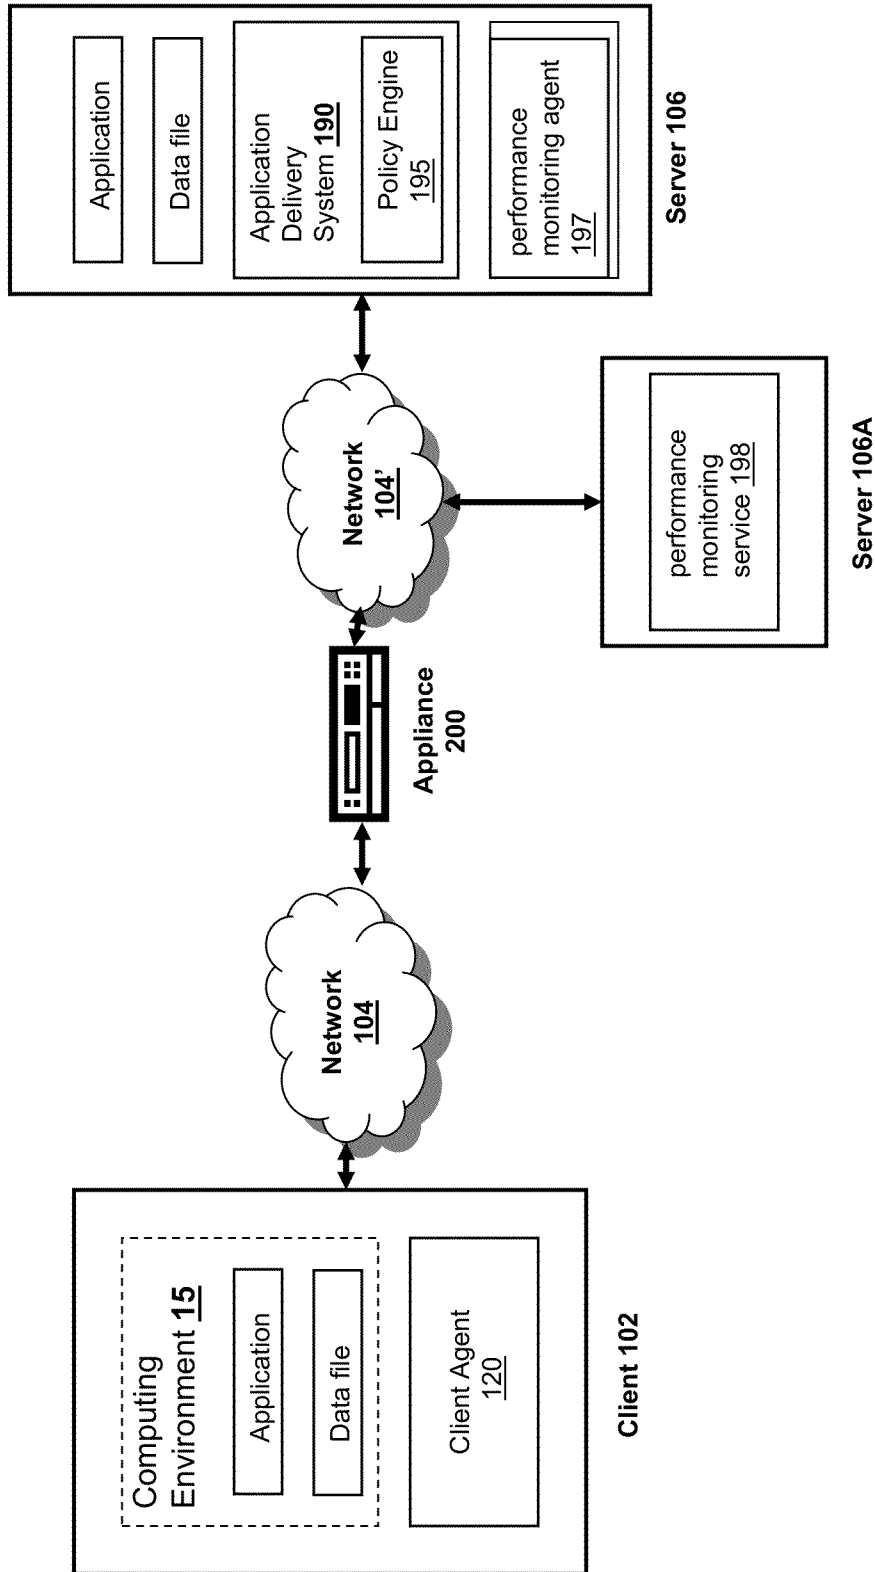 Computing
Environment 15
Application
Data file
Client Agent
120
Client 102
Network
104
Appliance
200
Network
104'
performance
monitoring
service 198
Server 106A
Application
Data file
Application
Delivery
System 190
Policy Engine
195
performance
monitoring agent
197
Server 106